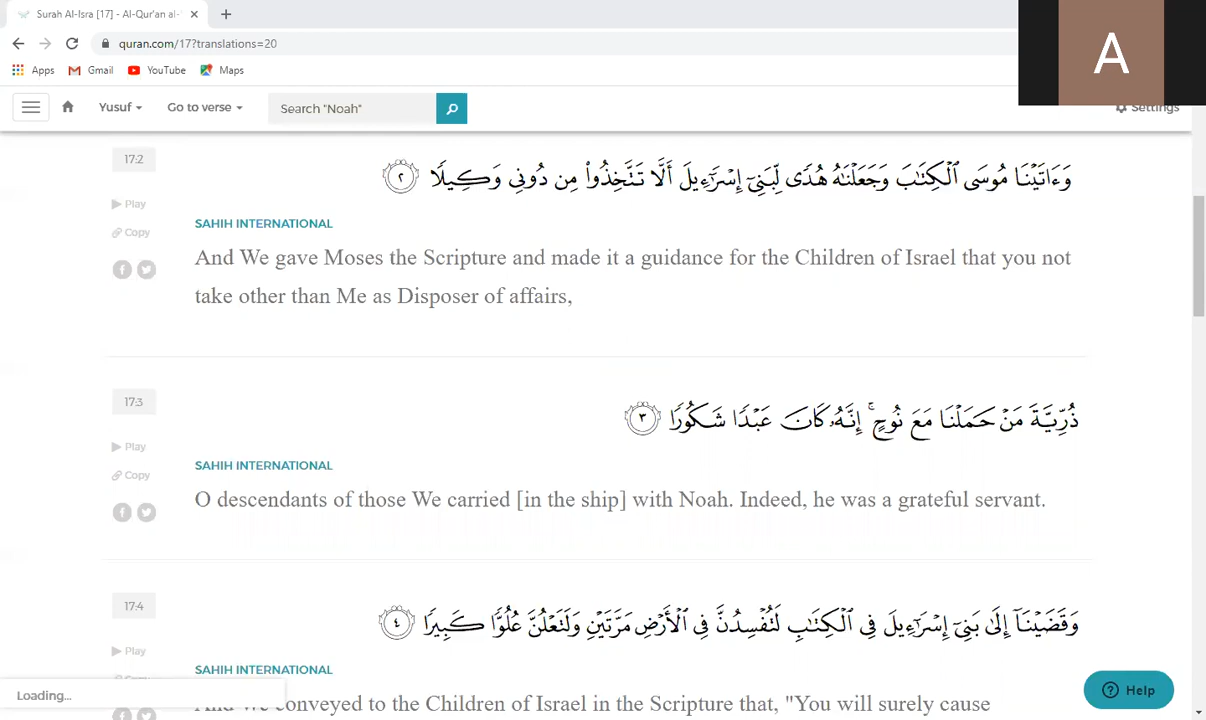 Surah Al-Isra [17] - Al-Qur'an al-
quran.com/17?translations=20
Apps Gmail YouTube Maps
A
Yusuf Go to verse Search "Noah" Settings
17:2
وَءَاتَيْنَا مُوسَى ٱلْكِتَٰبَ وَجَعَلْنَٰهُ هُدًى لِّبَنِىٓ إِسْرَٰٓءِيلَ أَلَّا تَتَّخِذُوا۟ مِن دُونِى وَكِيلًا ٢
Play
SAHIH INTERNATIONAL
Copy
And We gave Moses the Scripture and made it a guidance for the Children of Israel that you not
take other than Me as Disposer of affairs,
17:3
ذُرِّيَّةَ مَنْ حَمَلْنَا مَعَ نُوحٍ ۚ إِنَّهُۥ كَانَ عَبْدًا شَكُورًا ٣
Play
SAHIH INTERNATIONAL
Copy
O descendants of those We carried [in the ship] with Noah. Indeed, he was a grateful servant.
17:4
وَقَضَيْنَآ إِلَىٰ بَنِىٓ إِسْرَٰٓءِيلَ فِى ٱلْكِتَٰبِ لَتُفْسِدُنَّ فِى ٱلْأَرْضِ مَرَّتَيْنِ وَلَتَعْلُنَّ عُلُوًّا كَبِيرًا ٤
Play
SAHIH INTERNATIONAL
And We conveyed to the Children of Israel in the Scripture that, "You will surely cause
Loading...
Help